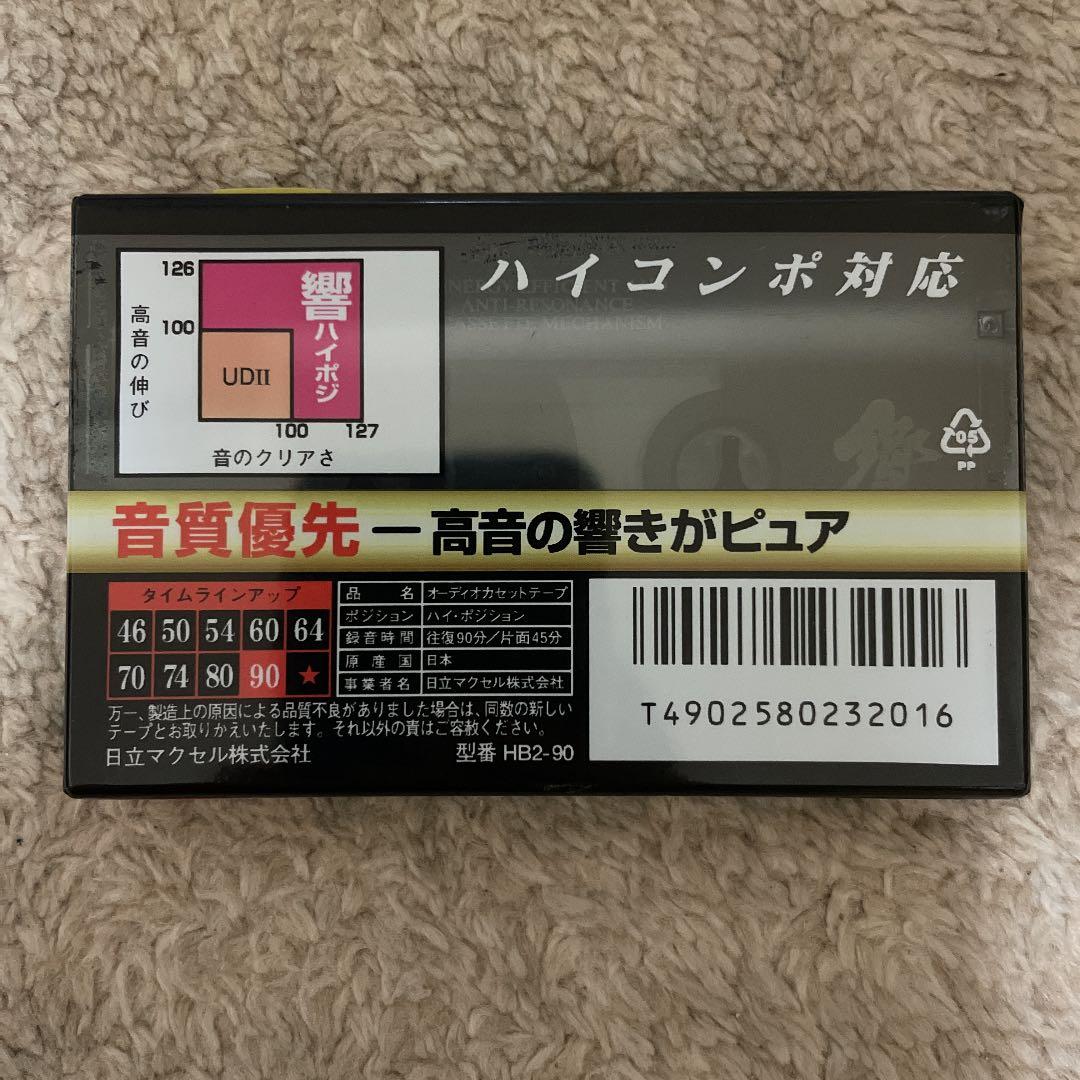 ハイコンポ対応
126
100
高音の伸び
響
ハイポジ
UDII
100
127
音のクリアさ
ANTI-RESONANCE
MECHANISM
響
05
PP
音質優先ー高音の響きがピュア
タイムラインアップ
46 50 54 60 64
70 74 80 90 ★
品名 オーディオカセットテープ
ポジション ハイ・ポジション
録音時間 往復90分/片面45分
原産国 日本
事業者名 日立マクセル株式会社
万一、製造上の原因による品質不良がありました場合は、同数の新しい
テープとお取りかえいたします。それ以外の責はご容赦ください。
日立マクセル株式会社 型番 HB2-90
T4902580232016